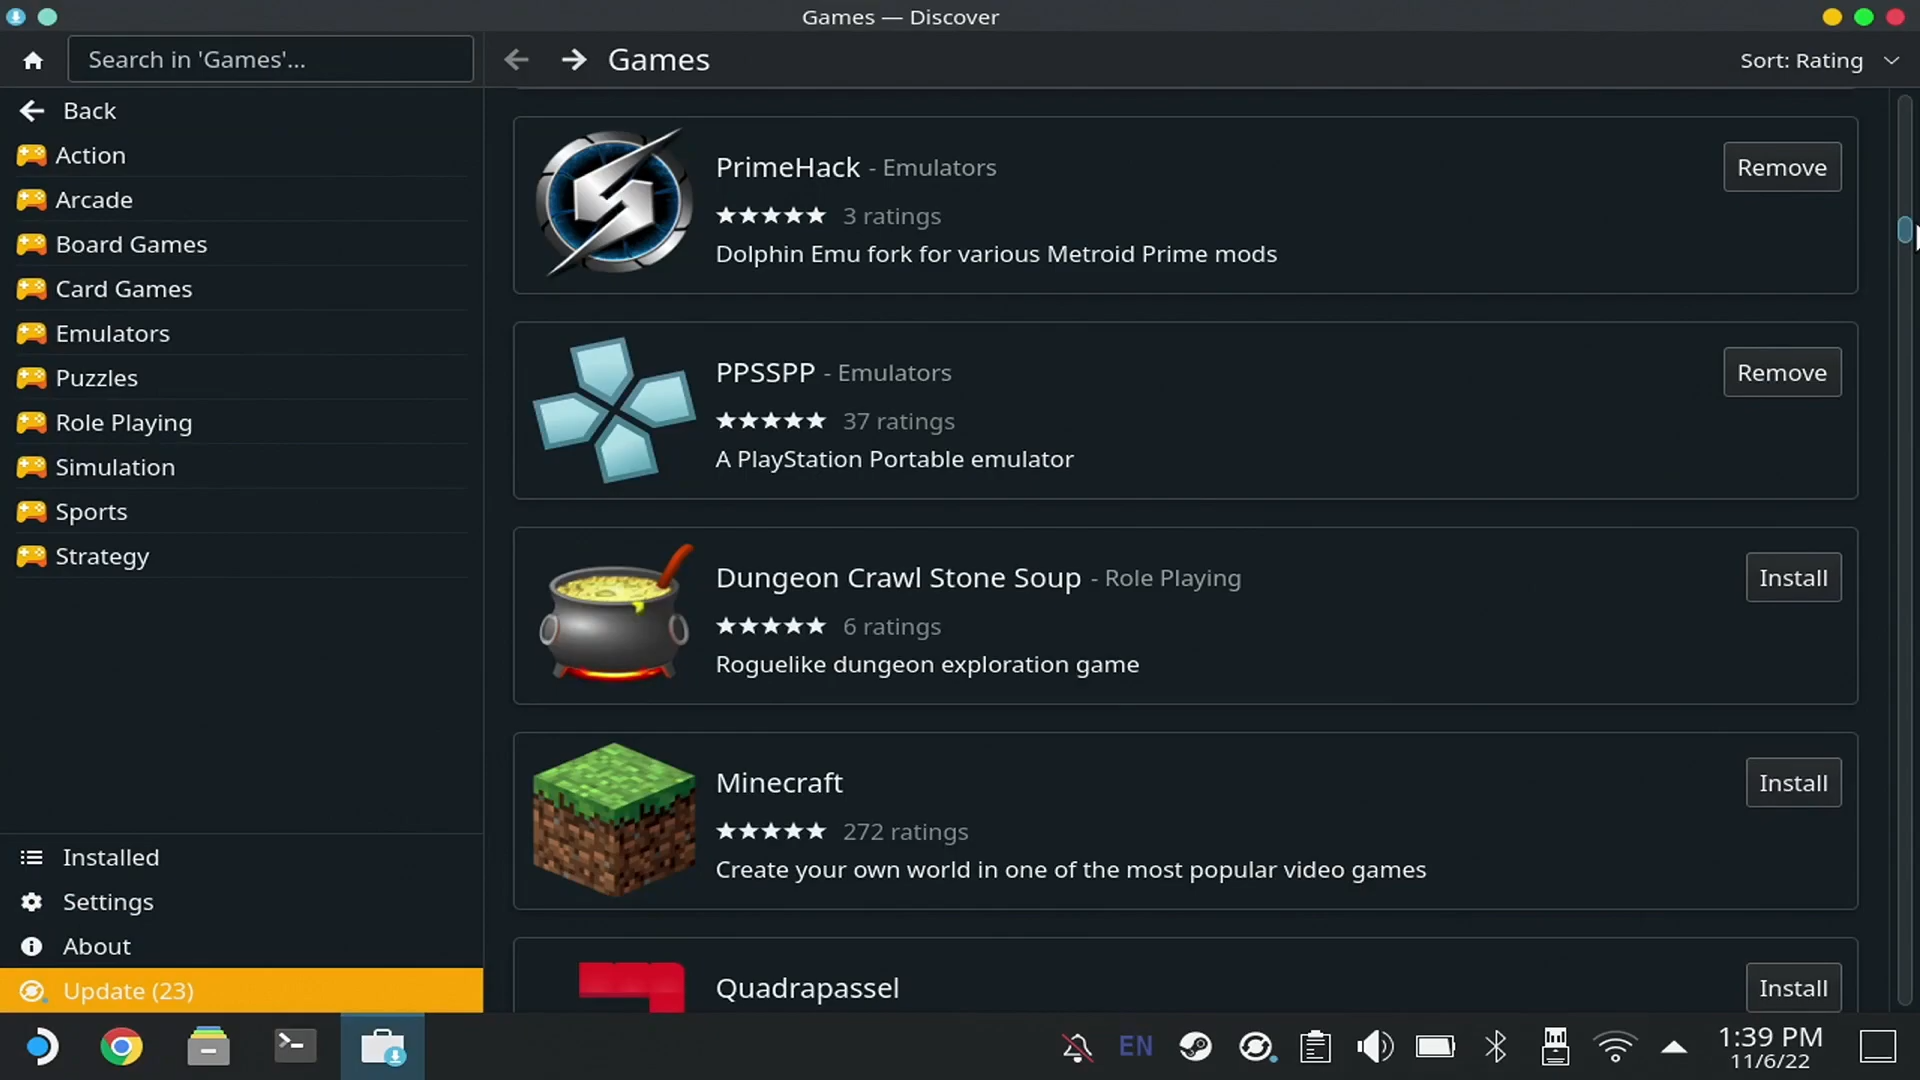 Games — Discover
Search in 'Games'...
Games
Sort: Rating
Back
Action
Arcade
Board Games
Card Games
Emulators
Puzzles
Role Playing
Simulation
Sports
Strategy
Installed
Settings
About
Update (23)
PrimeHack - Emulators
Remove
3 ratings
Dolphin Emu fork for various Metroid Prime mods
PPSSPP - Emulators
Remove
37 ratings
A PlayStation Portable emulator
Dungeon Crawl Stone Soup - Role Playing
Install
6 ratings
Roguelike dungeon exploration game
Minecraft
Install
272 ratings
Create your own world in one of the most popular video games
Quadrapassel
Install
EN
1:39 PM
11/6/22